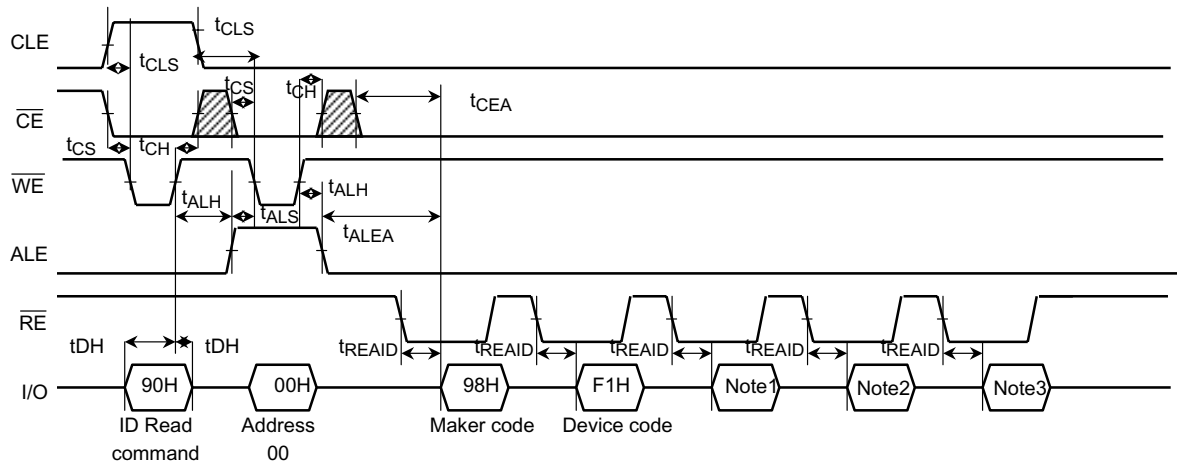 CLE
tCLS
tCLS
tCS
tCH
tCEA
CE
tCS
tCH
WE
tALH
tALH
tALS
tALEA
ALE
RE
tDH
tDH
tREAID
tREAID
tREAID
tREAID
tREAID
I/O
90H
00H
98H
F1H
Note1
Note2
Note3
ID Read
command
Address
00
Maker code
Device code